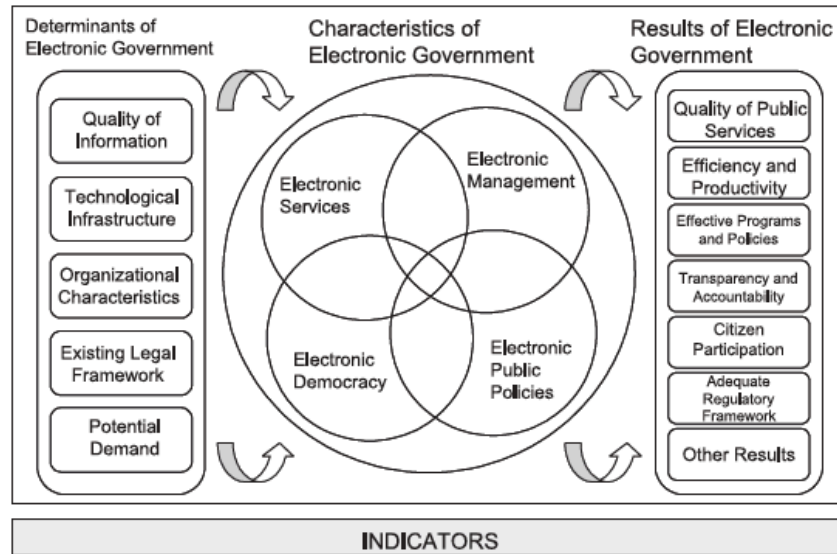 Determinants of
Electronic Government
Quality of
Information
Technological
Infrastructure
Organizational
Characteristics
Existing Legal
Framework
Potential
Demand
Characteristics of
Electronic Government
Electronic
Services
Electronic
Management
Electronic
Democracy
Electronic
Public
Policies
Results of Electronic
Government
Quality of Public
Services
Efficiency and
Productivity
Effective Programs
and Policies
Transparency and
Accountability
Citizen
Participation
Adequate
Regulatory
Framework
Other Results
INDICATORS